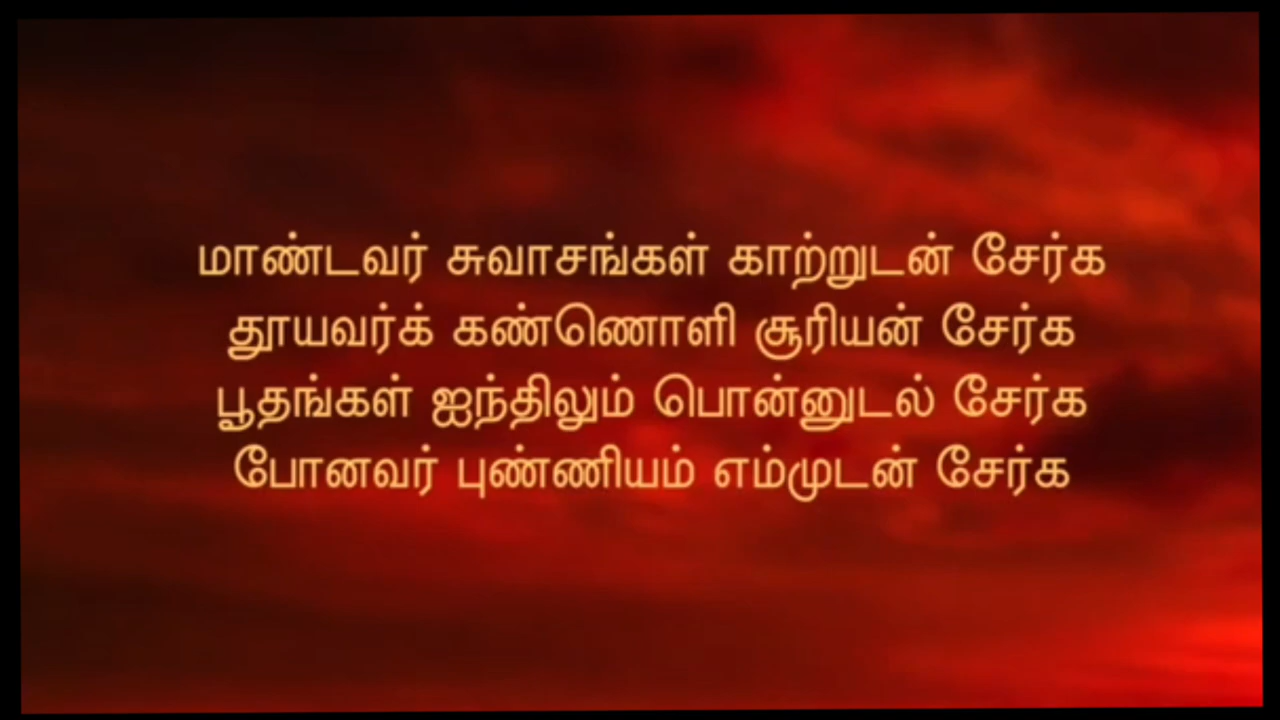 மாண்டவர் சுவாசங்கள் காற்றுடன் சேர்க
தூயவர்க் கண்ணொளி சூரியன் சேர்க
பூதங்கள் ஐந்திலும் பொன்னுடல் சேர்க
போனவர் புண்ணியம் எம்முடன் சேர்க